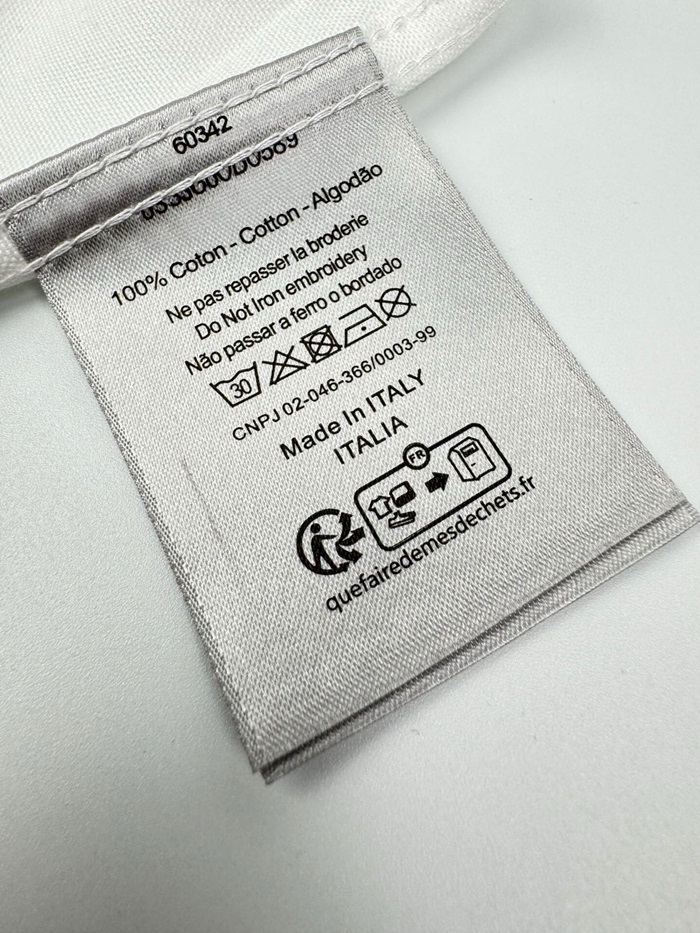 60342
100% Coton - Cotton - Algodão
Ne pas repasser la broderie
Do Not Iron embroidery
Não passar a ferro o bordado
30
CNPJ 02-046-366/0003-99
Made In ITALY
ITALIA
FR
quefairedemesdechets.fr